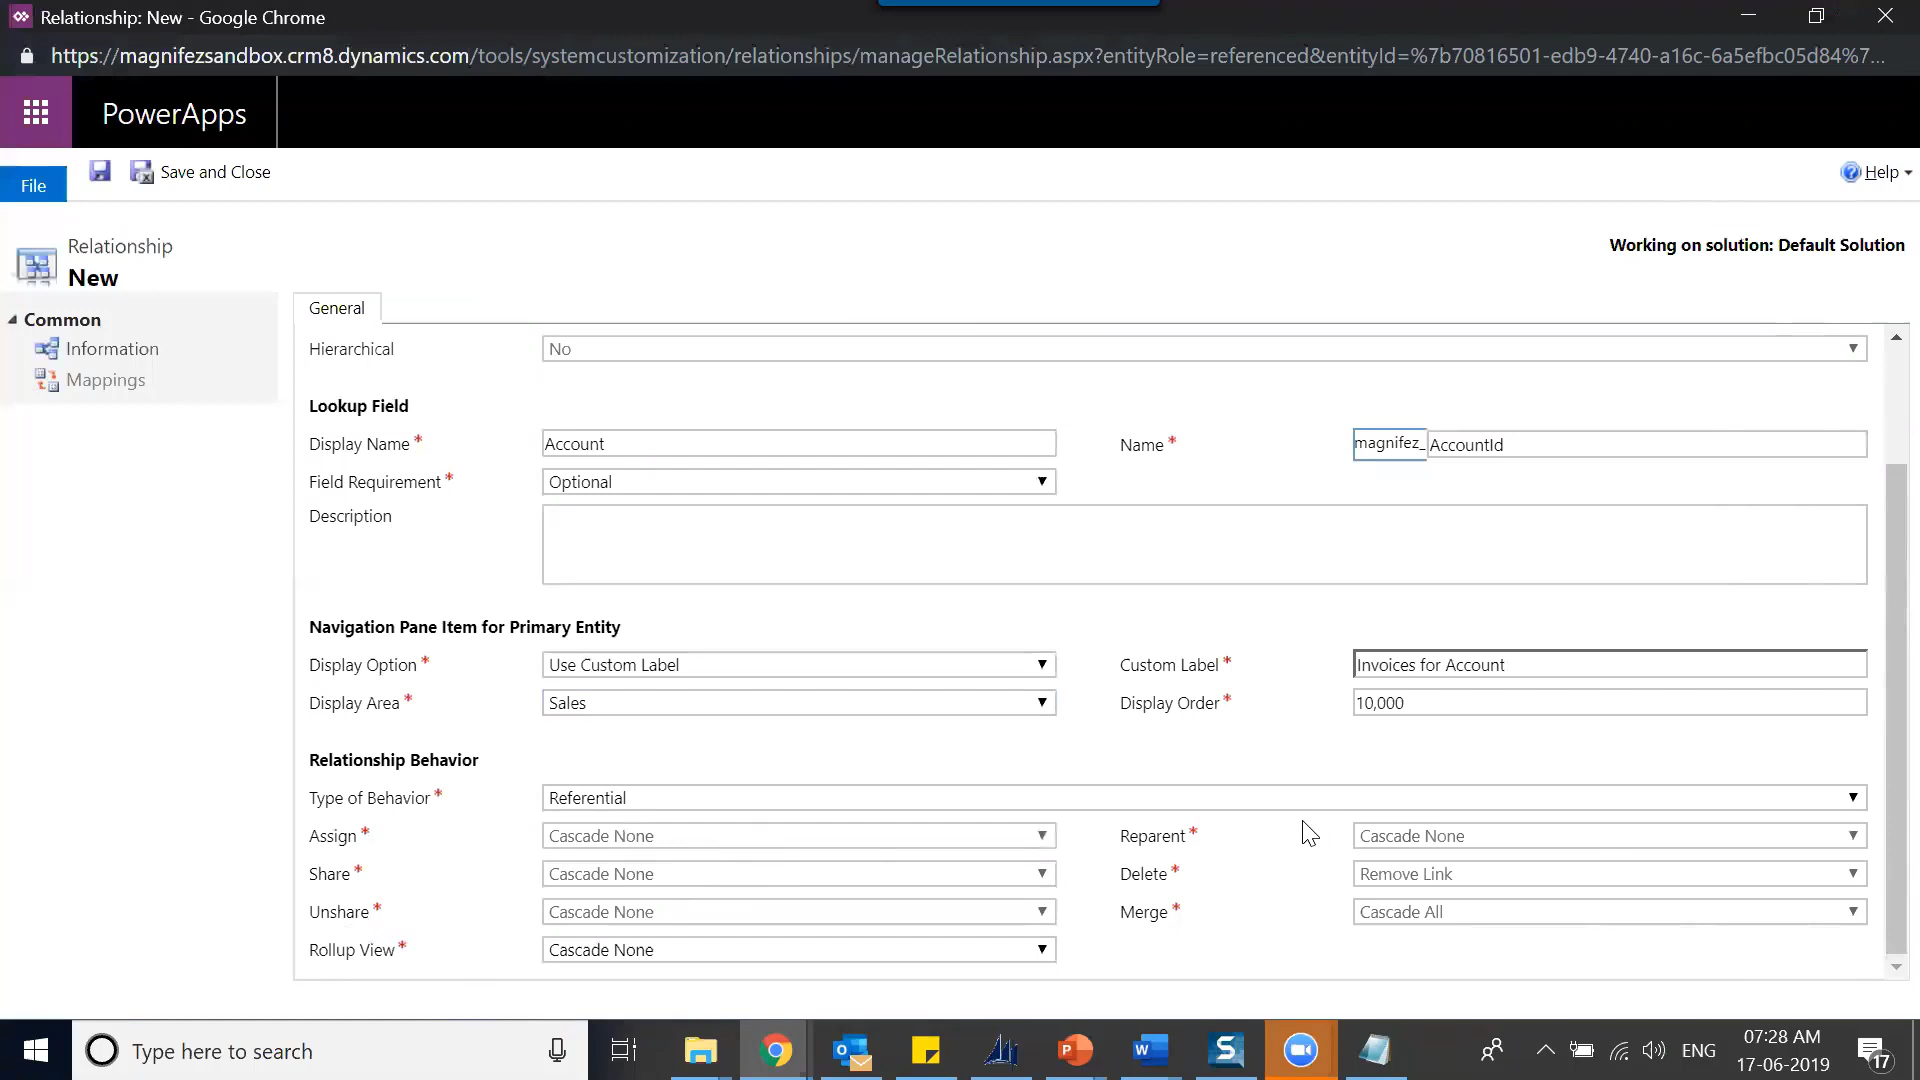 Relationship: New - Google Chrome
https://magnifezsandbox.crm8.dynamics.com/tools/systemcustomization/relationships/manageRelationship.aspx?entityRole=referenced&entityId=%7b70816501-edb9-4740-a16c-6a5efbc05d84%7...
PowerApps
File
Save and Close
Help
Relationship
New
Working on solution: Default Solution
Common
Information
Mappings
General
Hierarchical No
Lookup Field
Display Name * Account Name * magnifez_ AccountId
Field Requirement * Optional
Description
Navigation Pane Item for Primary Entity
Display Option * Use Custom Label Custom Label * Invoices for Account
Display Area * Sales Display Order * 10,000
Relationship Behavior
Type of Behavior * Referential
Assign * Cascade None Reparent * Cascade None
Share * Cascade None Delete * Remove Link
Unshare * Cascade None Merge * Cascade All
Rollup View * Cascade None
Type here to search
ENG
07:28 AM
17-06-2019
17